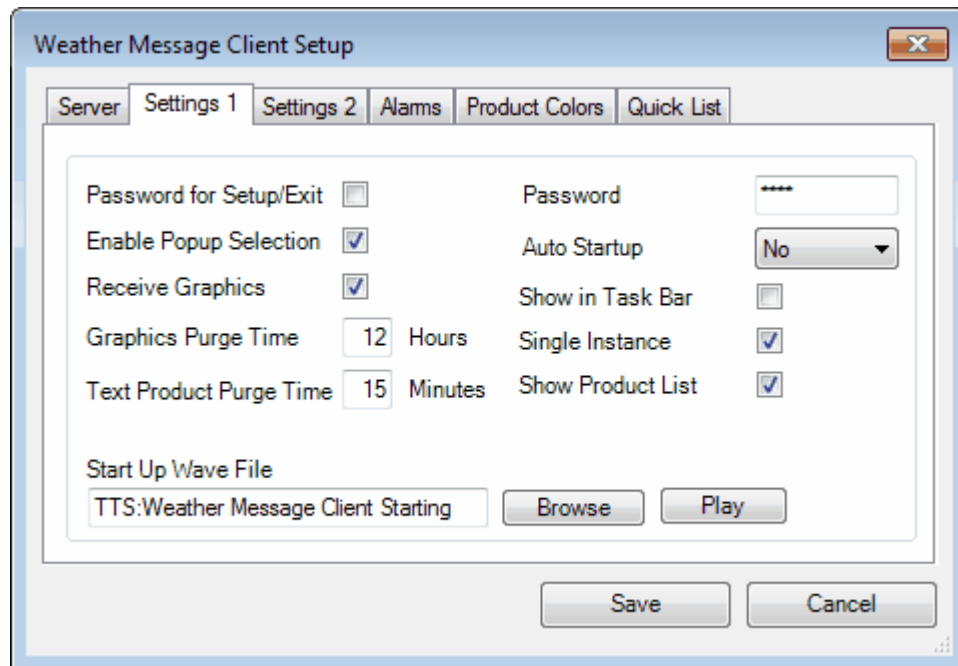 Weather Message Client Setup
Server Settings 1 Settings 2 Alarms Product Colors Quick List
Password for Setup/Exit
Password ****
Enable Popup Selection
Auto Startup No
Receive Graphics
Show in Task Bar
Graphics Purge Time 12 Hours
Single Instance
Text Product Purge Time 15 Minutes
Show Product List
Start Up Wave File
TTS:Weather Message Client Starting Browse Play
Save Cancel